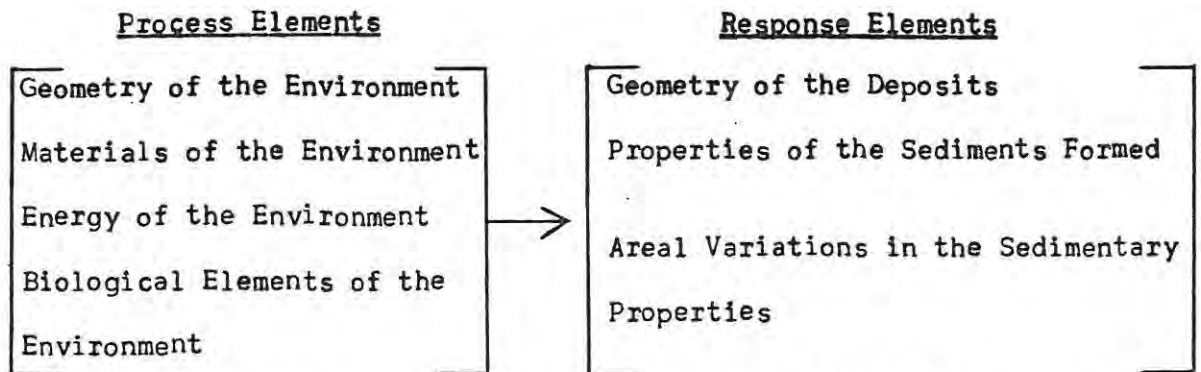 Process Elements
Geometry of the Environment
Materials of the Environment
Energy of the Environment
Biological Elements of the
Environment
Response Elements
Geometry of the Deposits
Properties of the Sediments Formed
Areal Variations in the Sedimentary
Properties